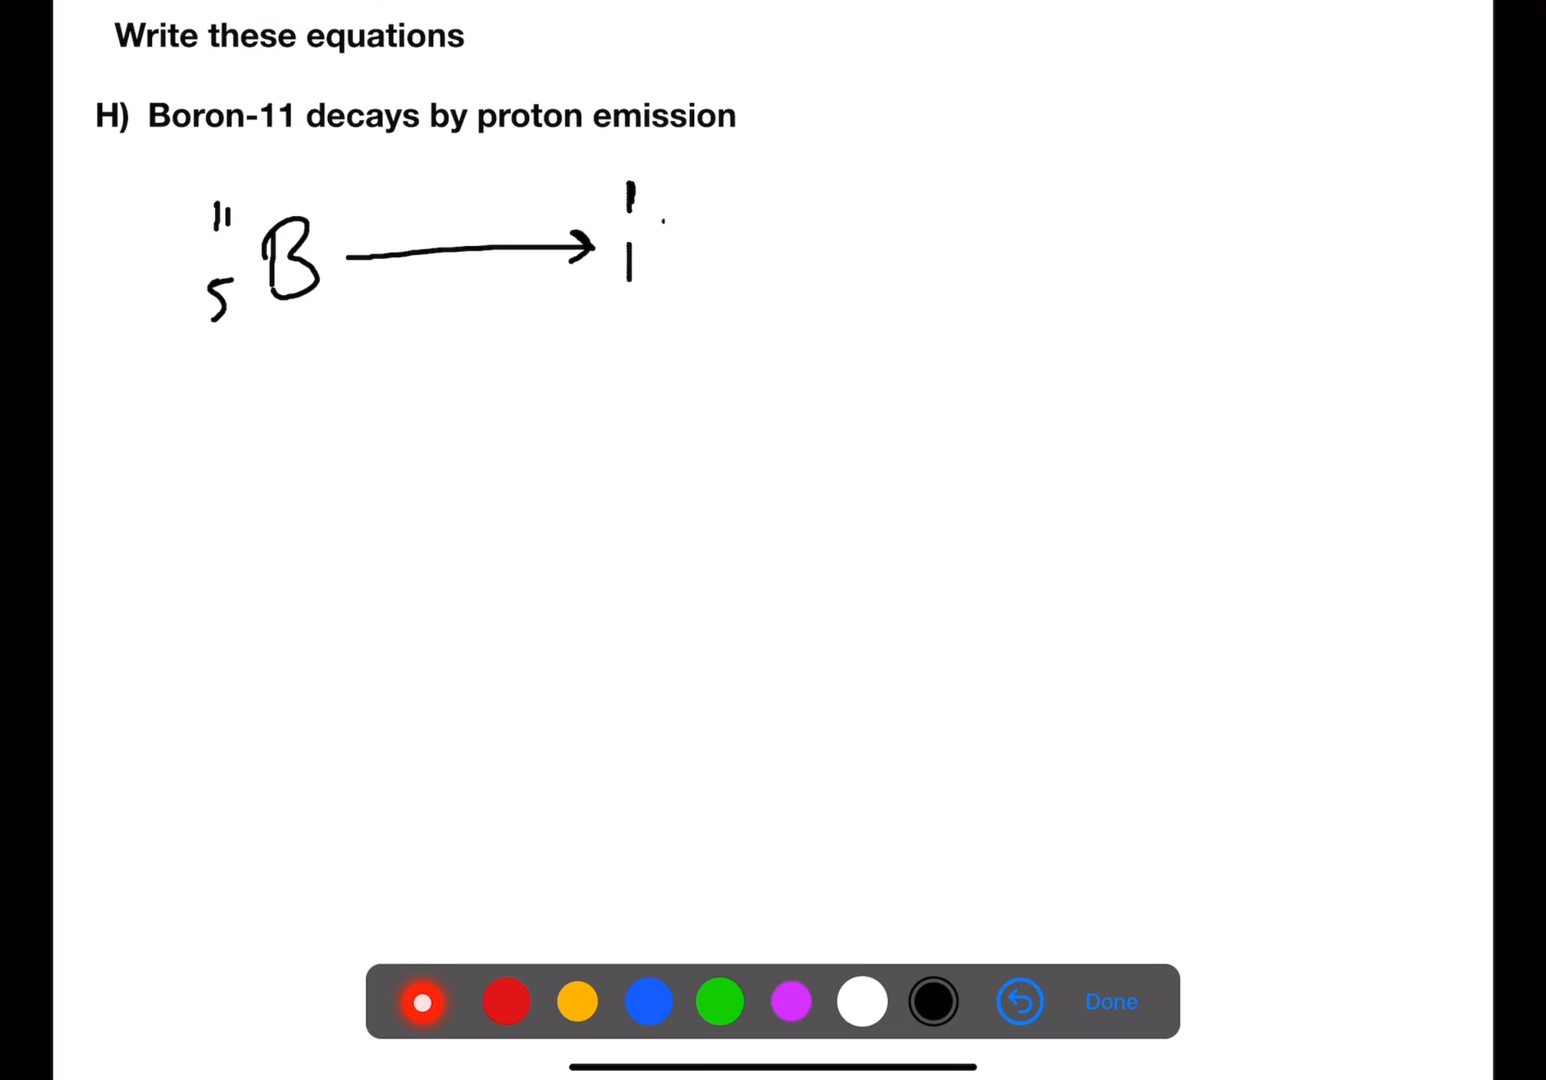 Write these equations
H) Boron-11 decays by proton emission
11
5 B → 1
1
Done